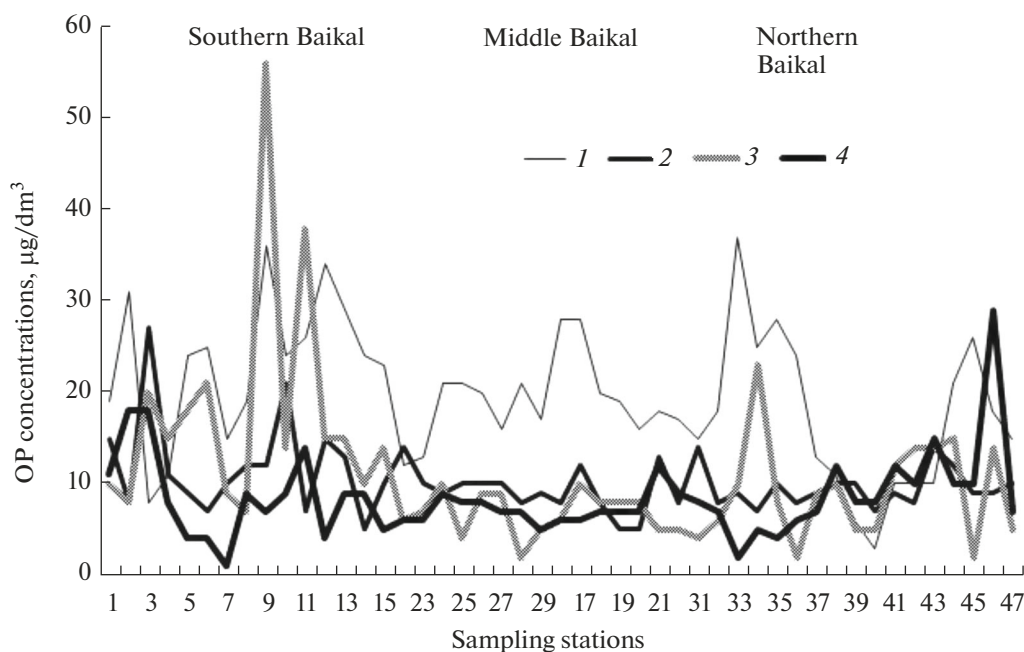 60
50
40
30
20
10
0
OP concentrations, µg/dm³
Southern Baikal
Middle Baikal
Northern
Baikal
1 2 3 4
1 3 5 7 9 11 13 15 23 25 27 29 17 19 21 31 33 35 37 39 41 43 45 47
Sampling stations